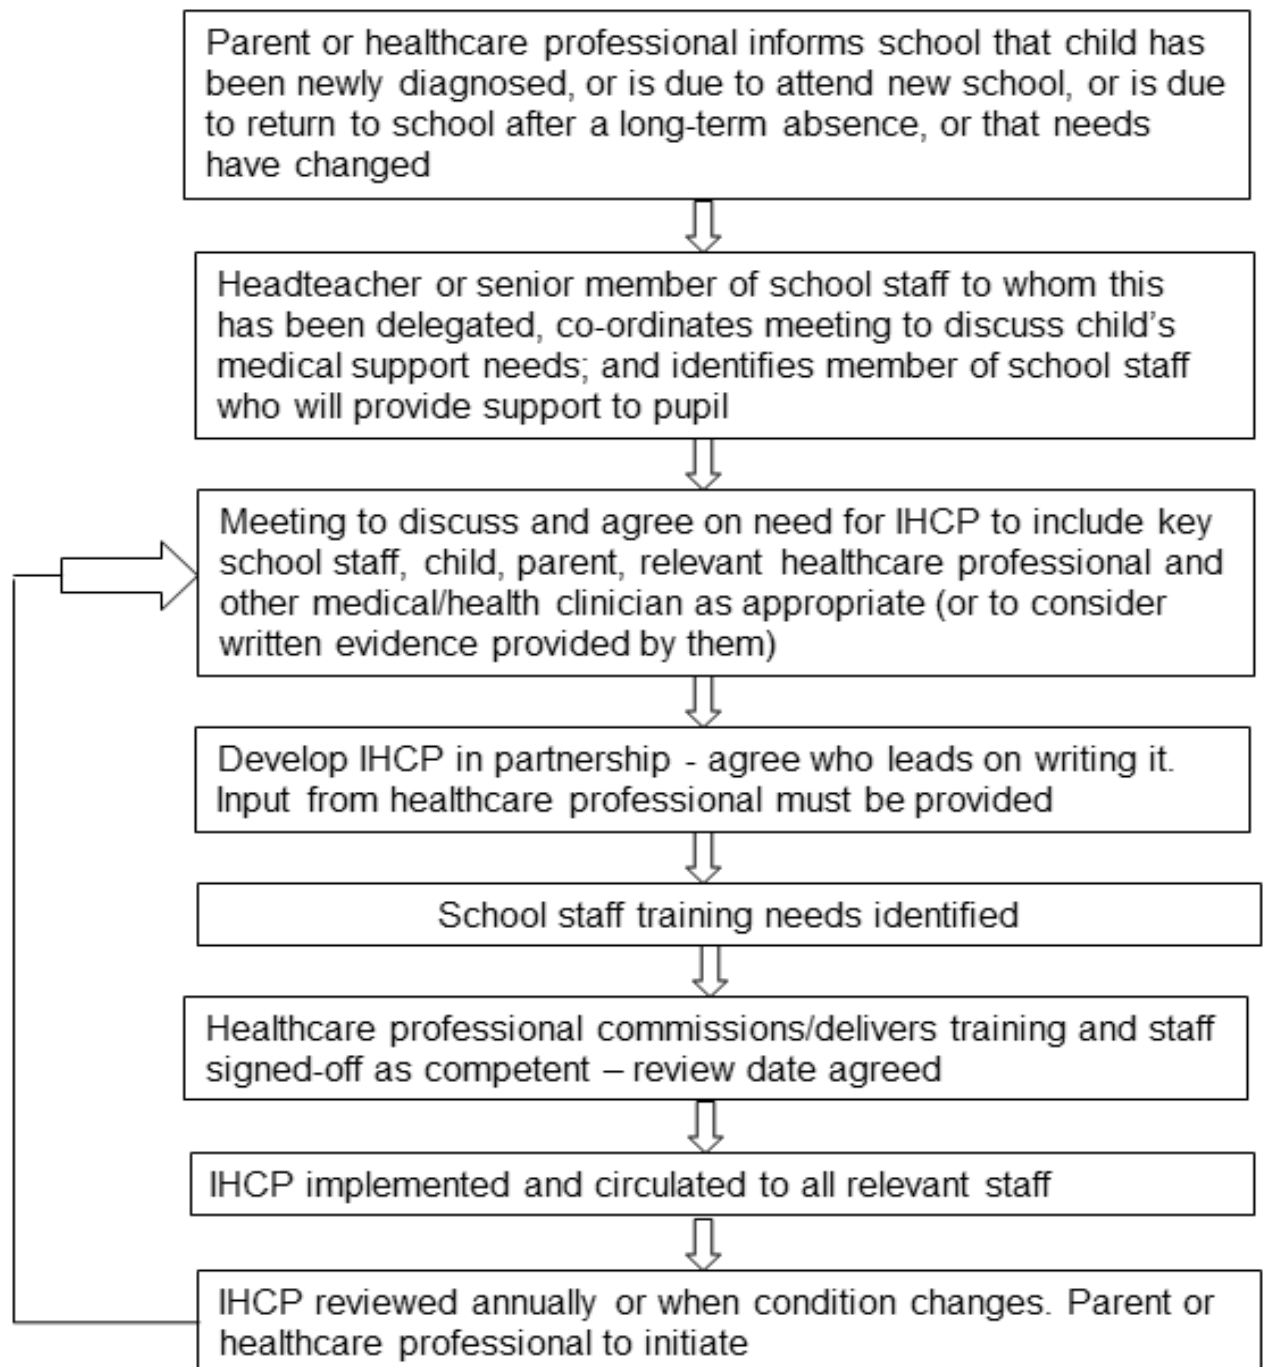 Parent or healthcare professional informs school that child has
been newly diagnosed, or is due to attend new school, or is due
to return to school after a long-term absence, or that needs
have changed
Headteacher or senior member of school staff to whom this
has been delegated, co-ordinates meeting to discuss child’s
medical support needs; and identifies member of school staff
who will provide support to pupil
Meeting to discuss and agree on need for IHCP to include key
school staff, child, parent, relevant healthcare professional and
other medical/health clinician as appropriate (or to consider
written evidence provided by them)
Develop IHCP in partnership - agree who leads on writing it.
Input from healthcare professional must be provided
School staff training needs identified
Healthcare professional commissions/delivers training and staff
signed-off as competent – review date agreed
IHCP implemented and circulated to all relevant staff
IHCP reviewed annually or when condition changes. Parent or
healthcare professional to initiate